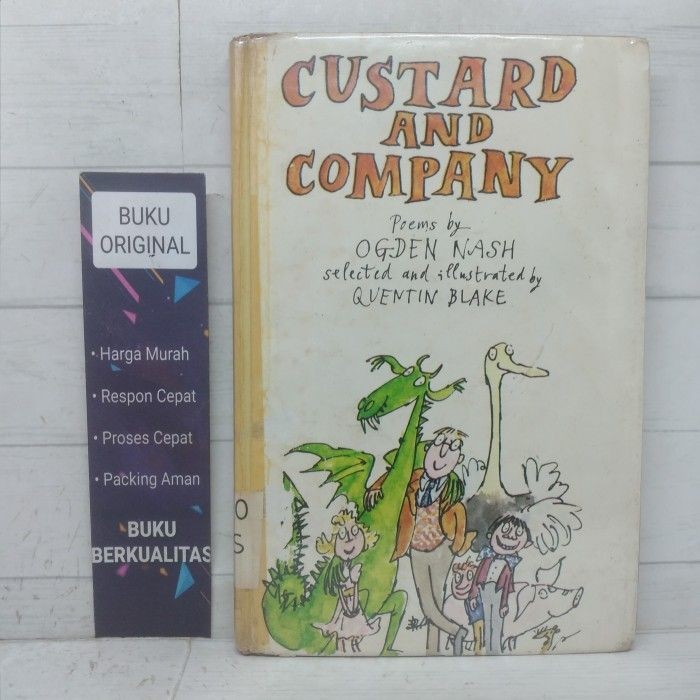 BUKU
ORIGINAL
• Harga Murah
• Respon Cepat
• Proses Cepat
• Packing Aman
BUKU
BERKUALITAS
CUSTARD
AND
COMPANY
Poems by
OGDEN NASH
selected and illustrated by
QUENTIN BLAKE
O
S